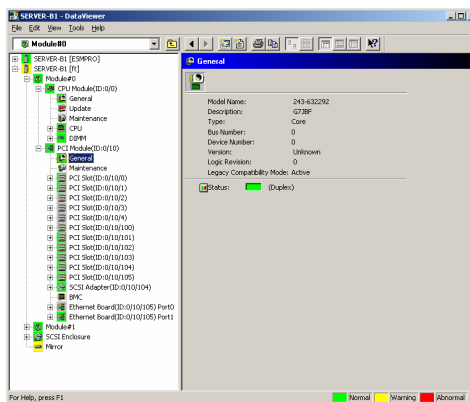 SERVER-B1 - DataViewer
File Edit View Tools Help
Module#0
SERVER-B1 [ESMPRO]
SERVER-B1 [ft]
Module#0
CPU Module(ID:0/0)
General
Update
Maintenance
CPU
DIMM
PCI Module(ID:0/10)
General
Maintenance
PCI Slot(ID:0/10/0)
PCI Slot(ID:0/10/1)
PCI Slot(ID:0/10/2)
PCI Slot(ID:0/10/3)
PCI Slot(ID:0/10/4)
PCI Slot(ID:0/10/100)
PCI Slot(ID:0/10/101)
PCI Slot(ID:0/10/102)
PCI Slot(ID:0/10/103)
PCI Slot(ID:0/10/104)
PCI Slot(ID:0/10/105)
SCSI Adapter(ID:0/10/104)
BMC
Ethernet Board(ID:0/10/105) Port0
Ethernet Board(ID:0/10/105) Port1
Module#1
SCSI Enclosure
Mirror
General
Model Name: 243-632292
Description: G7JBF
Type: Core
Bus Number: 0
Device Number: 0
Version: Unknown
Logic Revision: 0
Legacy Compatibility Mode: Active
Status: (Duplex)
For Help, press F1
Normal Warning Abnormal